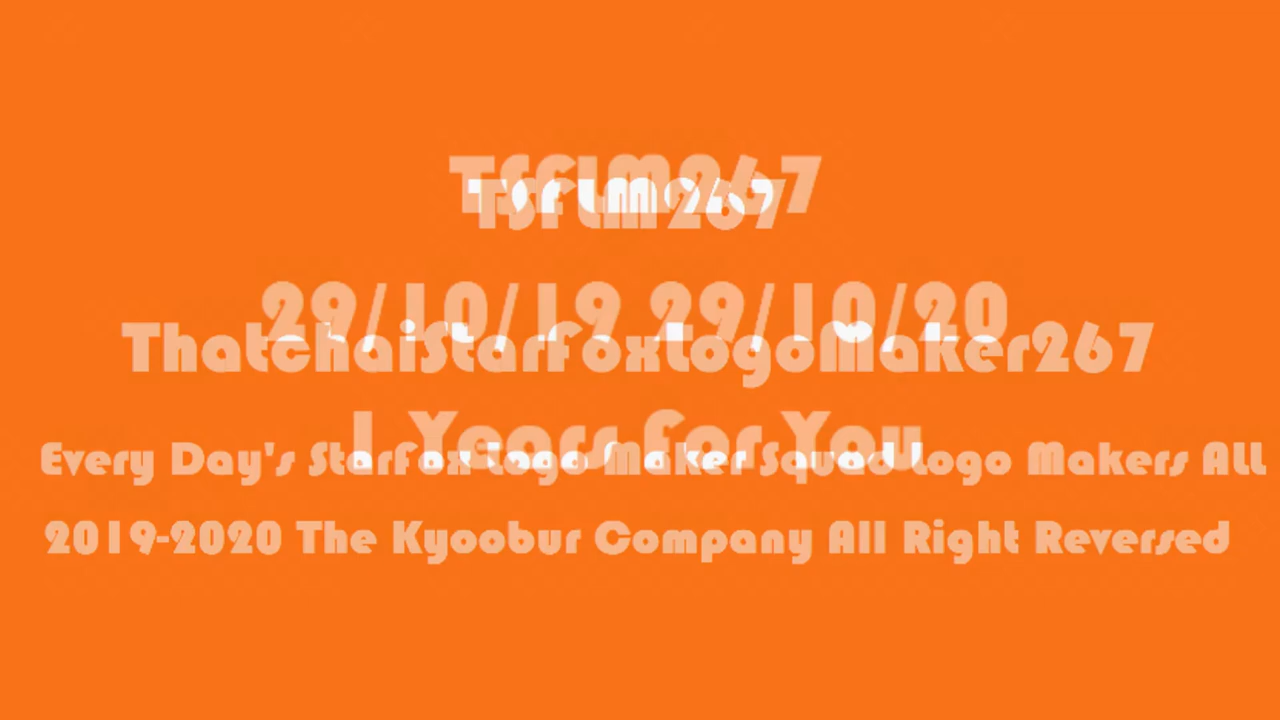 TSFLM267
TSFLM267
29/10/19 29/10/20
ThatchaiStarFoxLogoMaker267
1 Years For You
Every Day's StarFox Logo Maker Squad Logo Makers ALL
2019-2020 The Kyoobur Company All Right Reversed